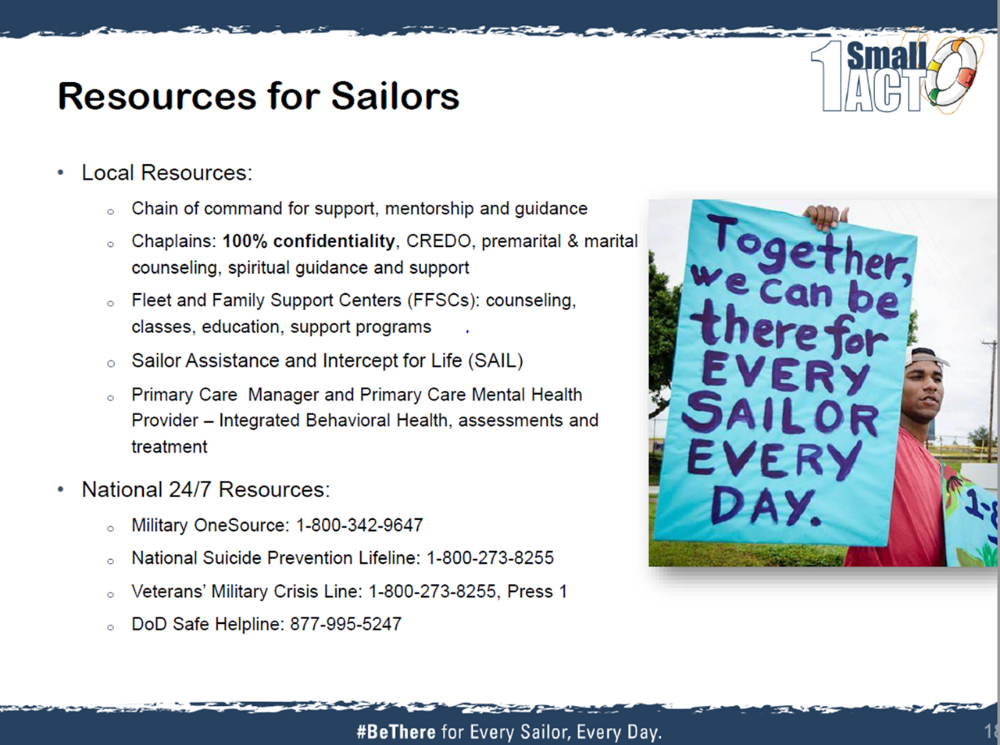 1 Small
ACT
Resources for Sailors
• Local Resources:
o Chain of command for support, mentorship and guidance
o Chaplains: 100% confidentiality, CREDO, premarital & marital
counseling, spiritual guidance and support
o Fleet and Family Support Centers (FFSCs): counseling,
classes, education, support programs
o Sailor Assistance and Intercept for Life (SAIL)
o Primary Care Manager and Primary Care Mental Health
Provider – Integrated Behavioral Health, assessments and
treatment
• National 24/7 Resources:
o Military OneSource: 1-800-342-9647
o National Suicide Prevention Lifeline: 1-800-273-8255
o Veterans' Military Crisis Line: 1-800-273-8255, Press 1
o DoD Safe Helpline: 877-995-5247
Together,
we can be
there for
EVERY
SAILOR
EVERY
DAY.
#BeThere for Every Sailor, Every Day.